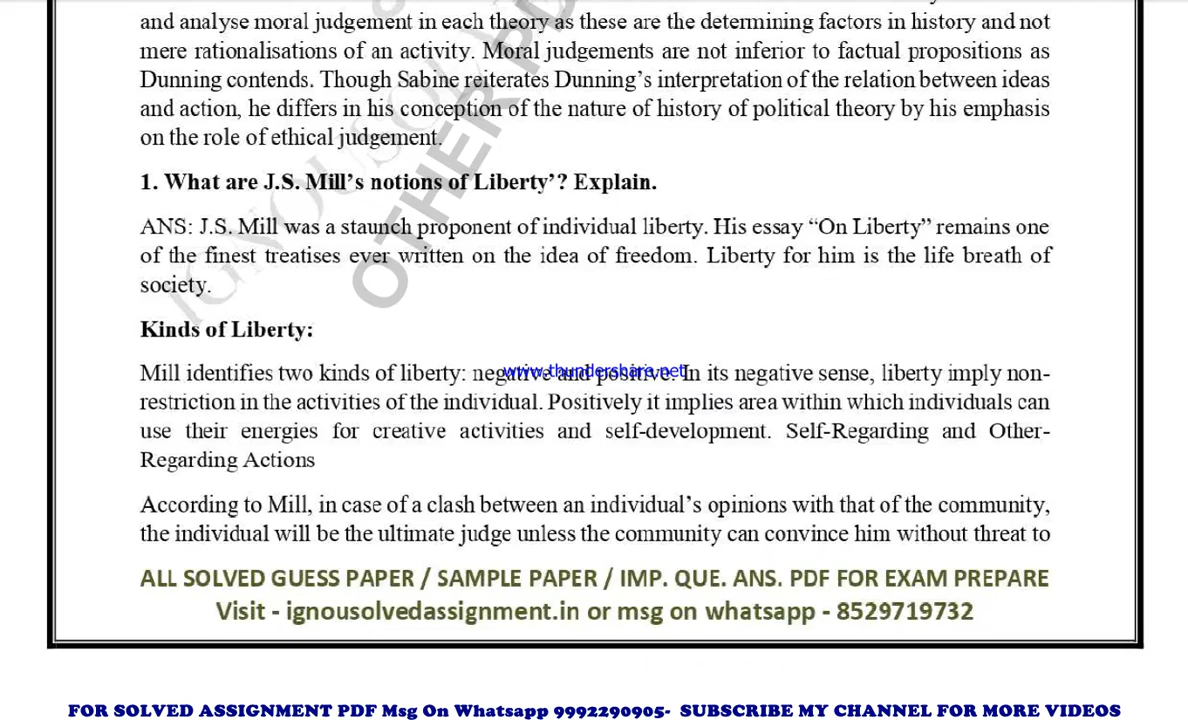 and analyse moral judgement in each theory as these are the determining factors in history and not
mere rationalisations of an activity. Moral judgements are not inferior to factual propositions as
Dunning contends. Though Sabine reiterates Dunning’s interpretation of the relation between ideas
and action, he differs in his conception of the nature of history of political theory by his emphasis
on the role of ethical judgement.
1. What are J.S. Mill’s notions of Liberty’? Explain.
ANS: J.S. Mill was a staunch proponent of individual liberty. His essay “On Liberty” remains one
of the finest treatises ever written on the idea of freedom. Liberty for him is the life breath of
society.
Kinds of Liberty:
Mill identifies two kinds of liberty: negative and positive. In its negative sense, liberty imply non-
www.thundershare.net
restriction in the activities of the individual. Positively it implies area within which individuals can
use their energies for creative activities and self-development. Self-Regarding and Other-
Regarding Actions
According to Mill, in case of a clash between an individual’s opinions with that of the community,
the individual will be the ultimate judge unless the community can convince him without threat to
OTHER
ALL SOLVED GUESS PAPER / SAMPLE PAPER / IMP. QUE. ANS. PDF FOR EXAM PREPARE
Visit - ignousolvedassignment.in or msg on whatsapp - 8529719732
FOR SOLVED ASSIGNMENT PDF Msg On Whatsapp 9992290905- SUBSCRIBE MY CHANNEL FOR MORE VIDEOS